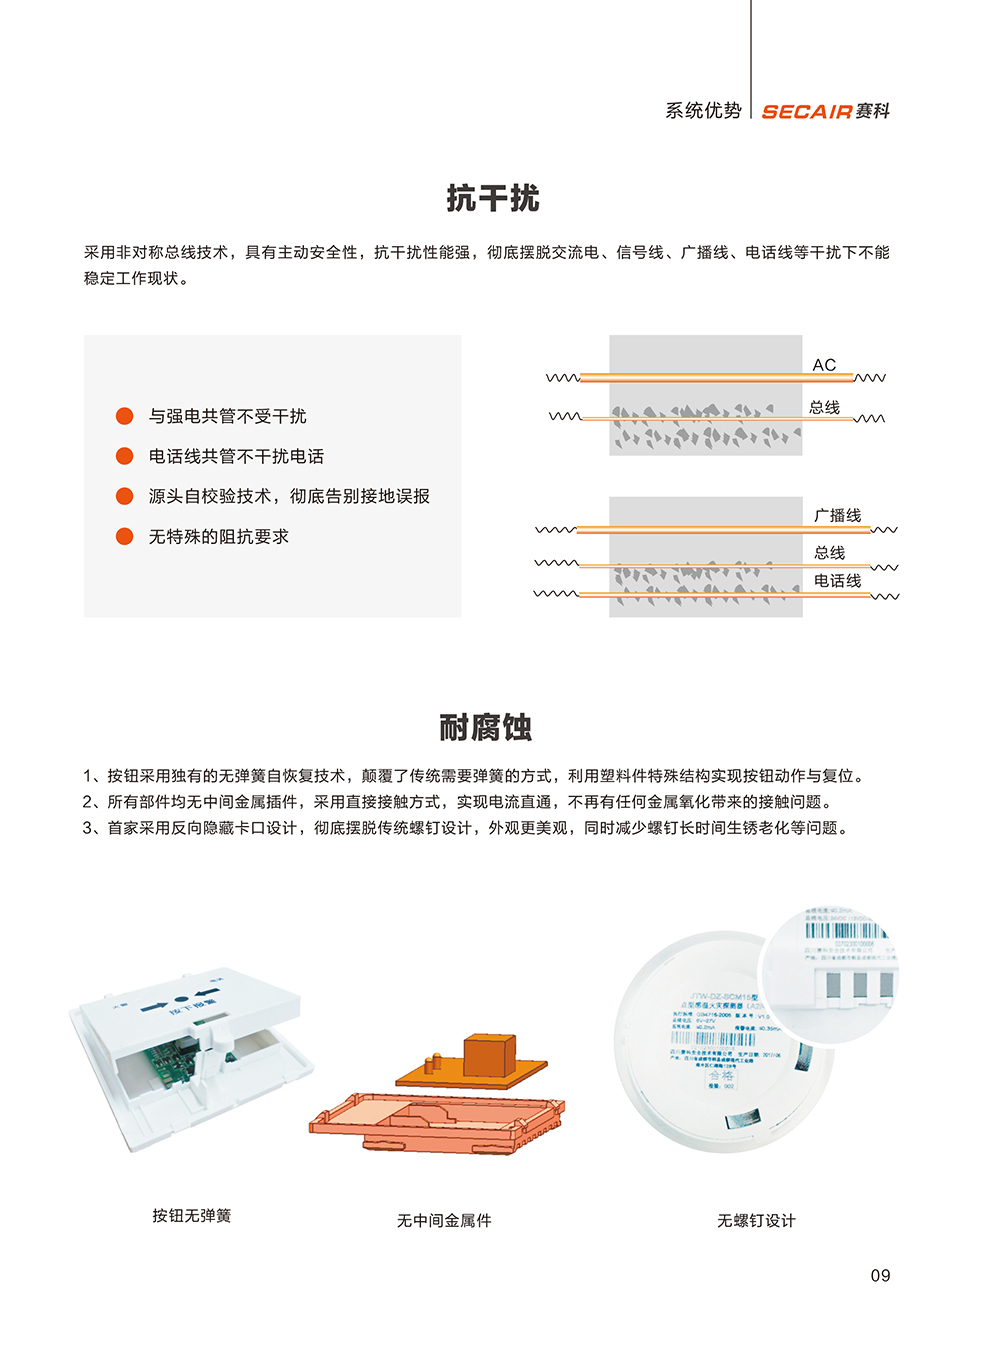 系统优势
SECAIR赛科
抗干扰
采用非对称总线技术，具有主动安全性，抗干扰性能强，彻底摆脱交流电、信号线、广播线、电话线等干扰下不能
稳定工作现状。
与强电共管不受干扰
电话线共管不干扰电话
源头自校验技术，彻底告别接地误报
无特殊的阻抗要求
AC
总线
广播线
总线
电话线
耐腐蚀
1、按钮采用独有的无弹簧自恢复技术，颠覆了传统需要弹簧的方式，利用塑料件特殊结构实现按钮动作与复位。
2、所有部件均无中间金属插件，采用直接接触方式，实现电流直通，不再有任何金属氧化带来的接触问题。
3、首家采用反向隐藏卡口设计，彻底摆脱传统螺钉设计，外观更美观，同时减少螺钉长时间生锈老化等问题。
按下报警
JTW-DZ-SCM15型
点型感温火灾探测器
合格
按钮无弹簧
无中间金属件
无螺钉设计
09